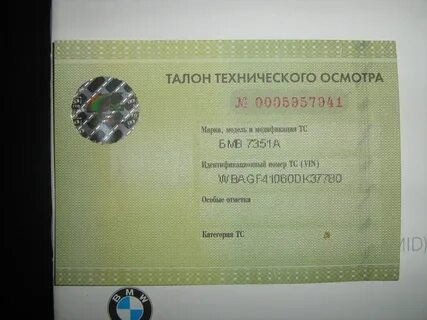 ТАЛОН ТЕХНИЧЕСКОГО ОСМОТРА
№ 0005957941
Марка, модель и модификация ТС
БМВ 7351А
Идентификационный номер ТС (VIN)
WBAGF41060DK37780
Особые отметки
Категория ТС
MID)
BMW